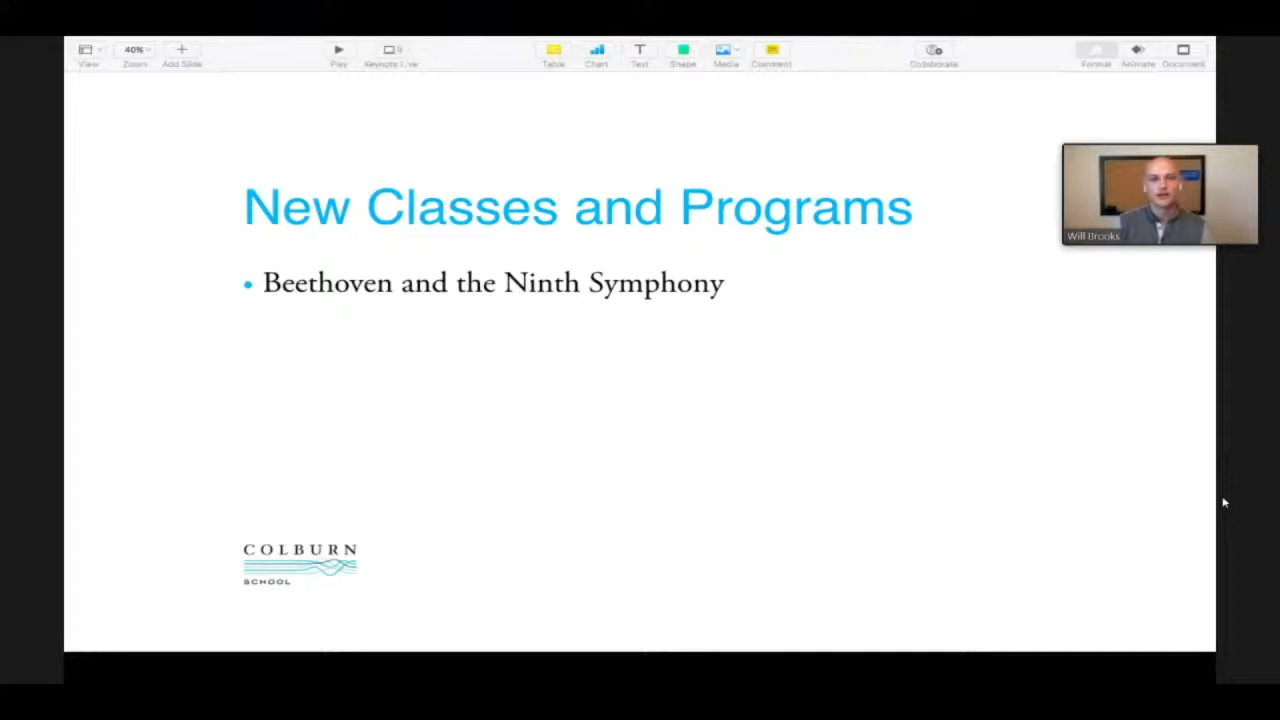 40%
View
Zoom
Add Slide
Play
Keynote Live
Table
Chart
Text
Shape
Media
Comment
Collaborate
Format
Animate
Document
New Classes and Programs
Will Brooks
• Beethoven and the Ninth Symphony
COLBURN
SCHOOL